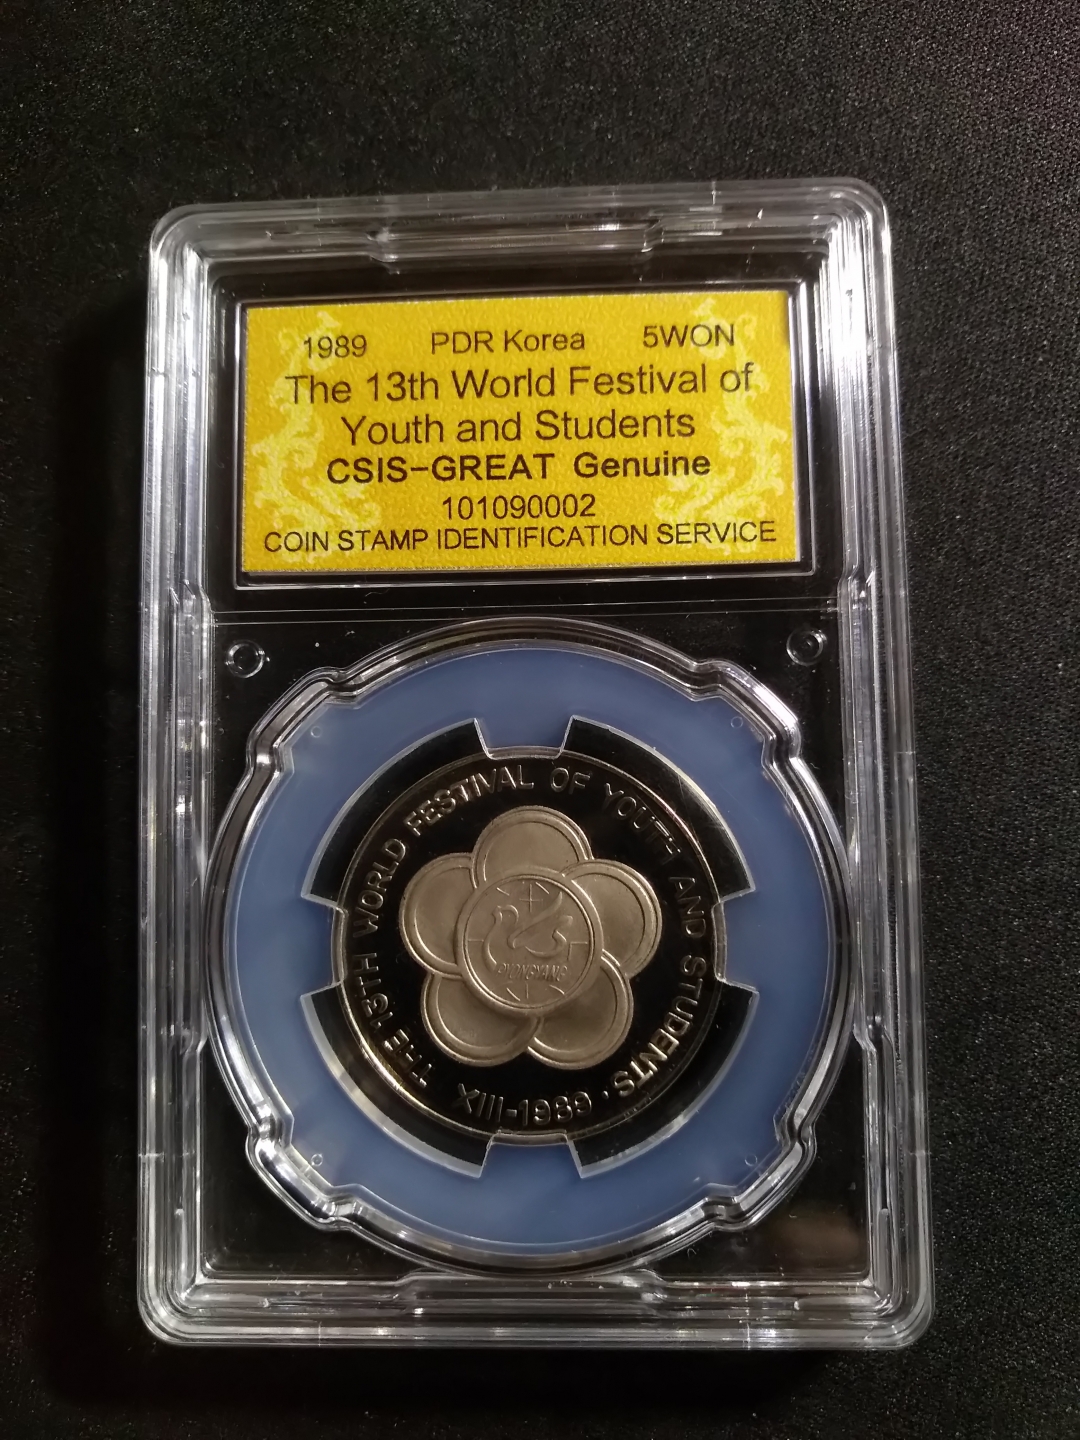 1989 PDR Korea 5WON
The 13th World Festival of
Youth and Students
CSIS-GREAT Genuine
101090002
COIN STAMP IDENTIFICATION SERVICE
THE 13TH WORLD FESTIVAL OF YOUTH AND STUDENTS ·
XIII-1989
PYONGYANG